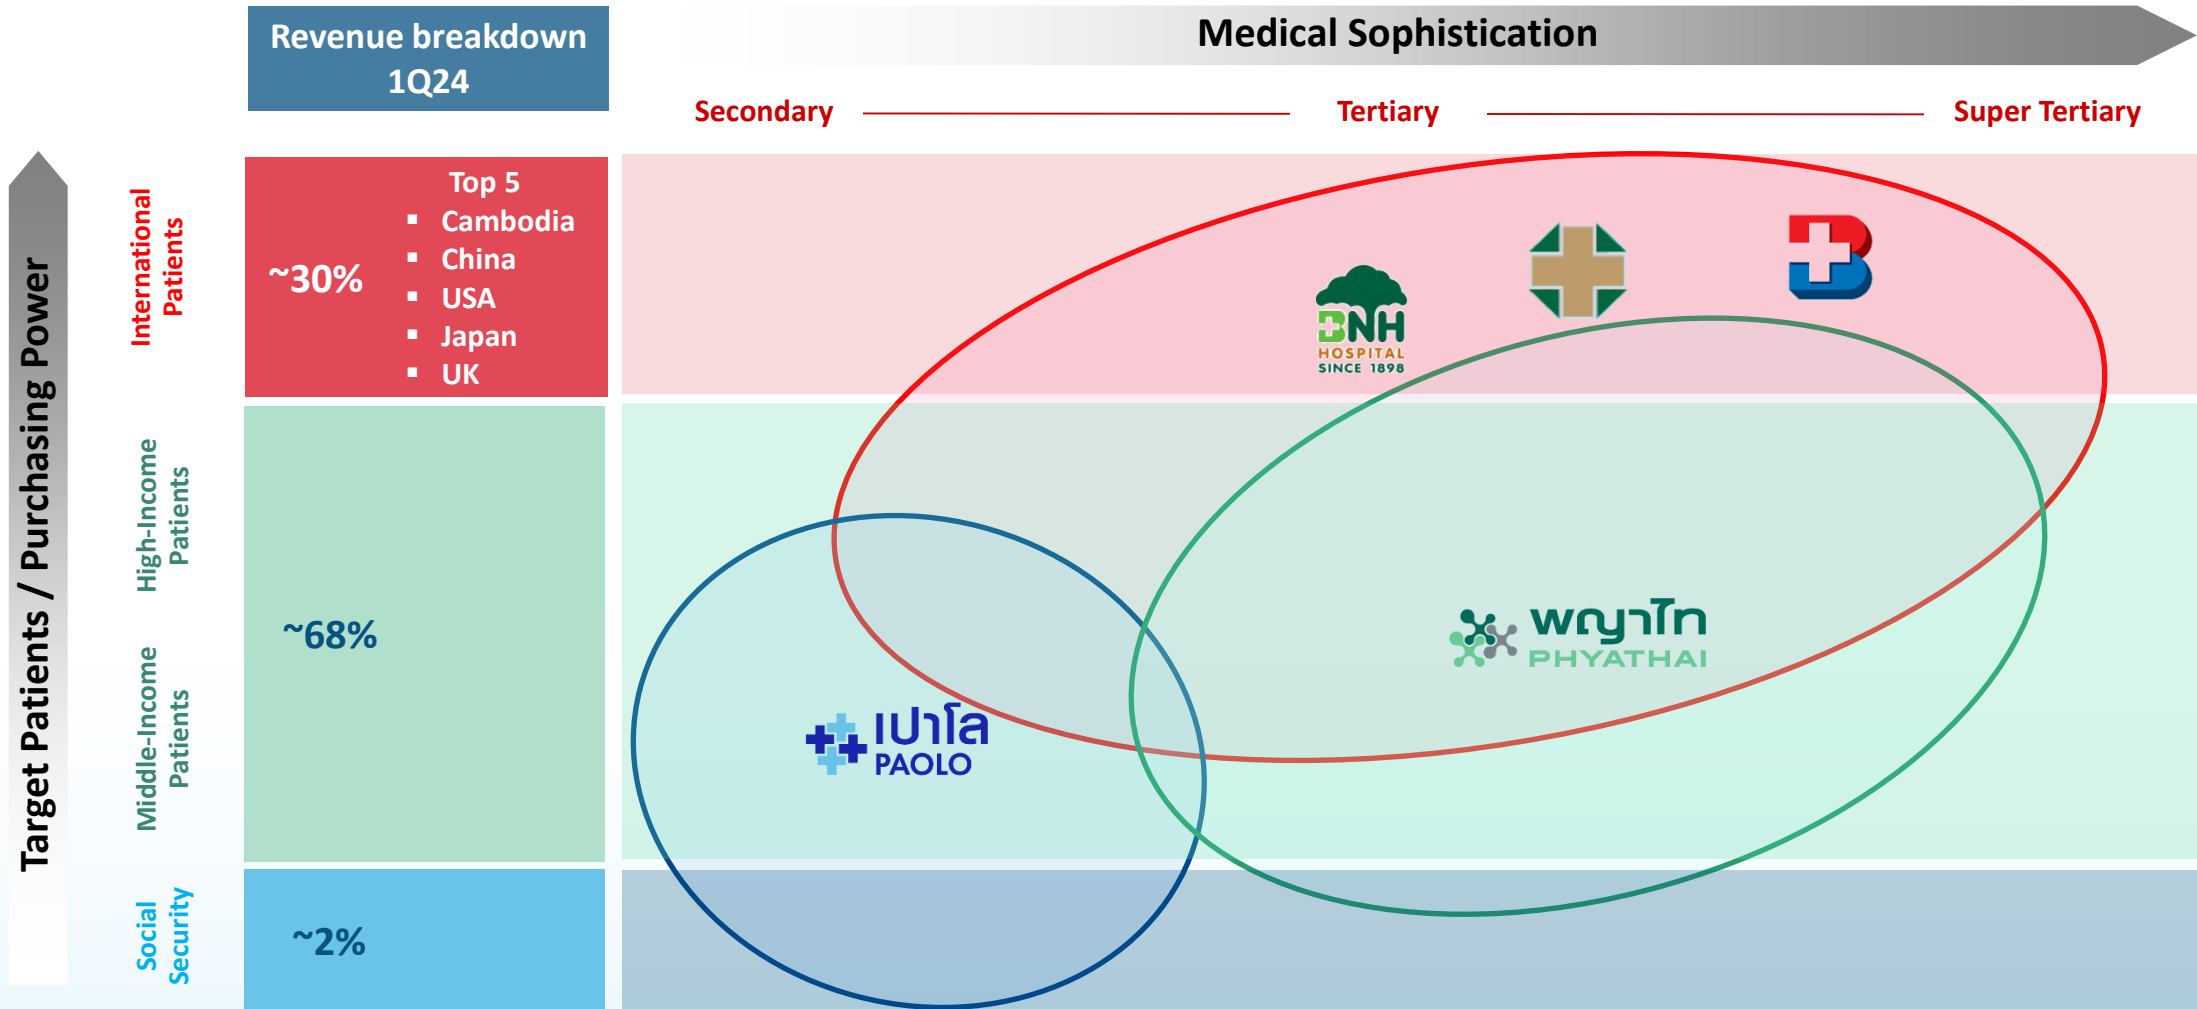 Revenue breakdown
1Q24
Medical Sophistication
Secondary
Tertiary
Super Tertiary
Target Patients / Purchasing Power
International
Patients
~30%
Top 5
▪ Cambodia
▪ China
▪ USA
▪ Japan
▪ UK
BNH
HOSPITAL
SINCE 1898
High-Income
Patients
Middle-Income
Patients
~68%
พญาไท
PHYATHAI
เปาโล
PAOLO
Social
Security
~2%